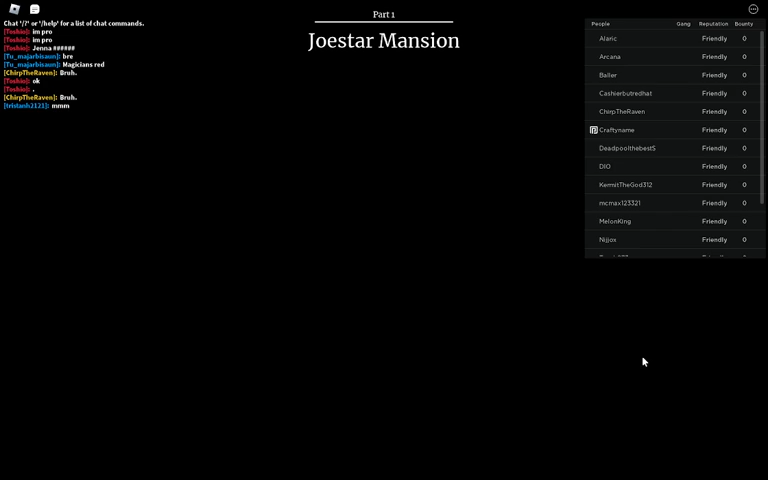 Chat '/?' or '/help' for a list of chat commands.
[Toshio]: im pro
[Toshio]: im pro
[Toshio]: Jenna ######
[Tu_majarbisaun]: bre
[Tu_majarbisaun]: Magicians red
[ChirpTheRaven]: Bruh.
[Toshio]: ok
[Toshio]: .
[ChirpTheRaven]: Bruh.
[tristanh2121]: mmm
Part 1
Joestar Mansion
People Gang Reputation Bounty
Alaric Friendly 0
Arcana Friendly 0
Baller Friendly 0
Cashierbutredhat Friendly 0
ChirpTheRaven Friendly 0
Craftyname Friendly 0
DeadpoolthebestS Friendly 0
DIO Friendly 0
KermitTheGod312 Friendly 0
mcmax123321 Friendly 0
MelonKing Friendly 0
Nijjox Friendly 0